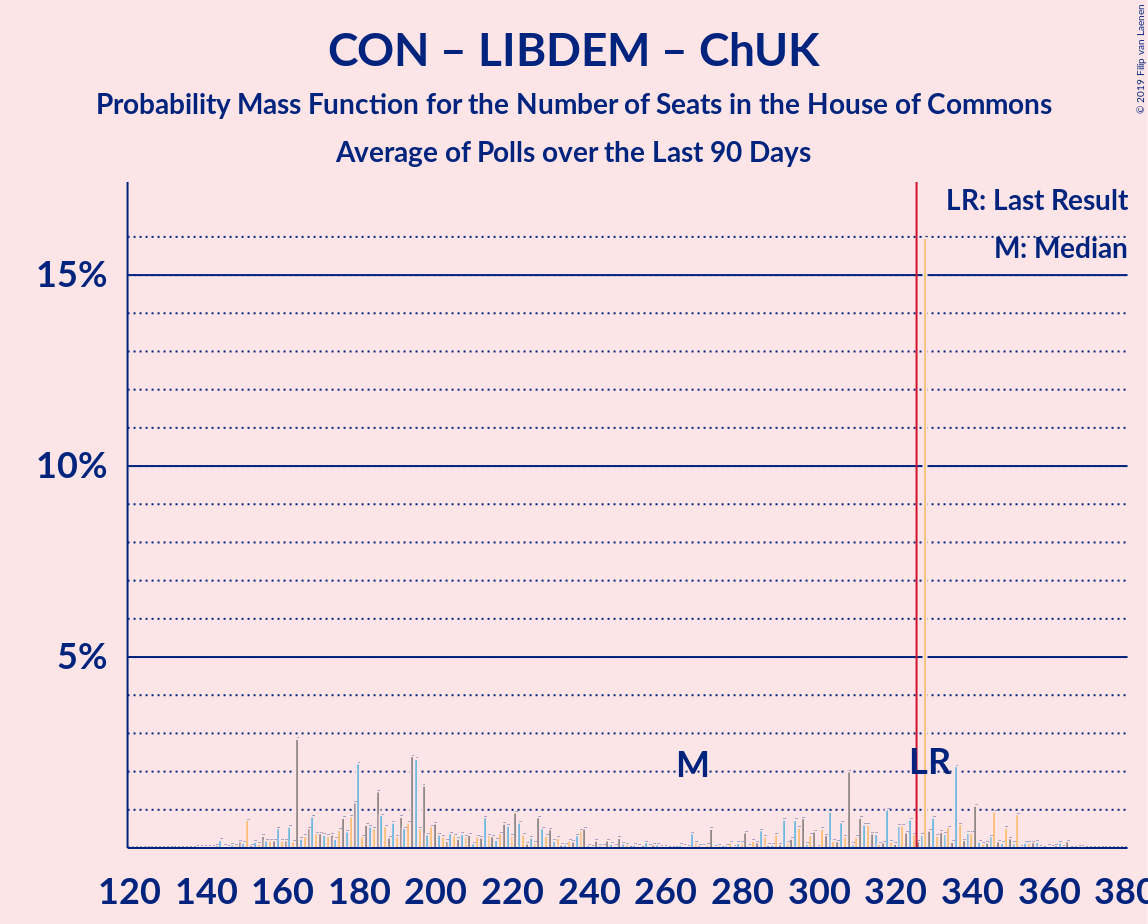 CON – LIBDEM – ChUK
Probability Mass Function for the Number of Seats in the House of Commons
Average of Polls over the Last 90 Days
© 2019 Filip van Laenen
LR: Last Result
M: Median
15%
10%
5%
M
LR
120 140 160 180 200 220 240 260 280 300 320 340 360 380